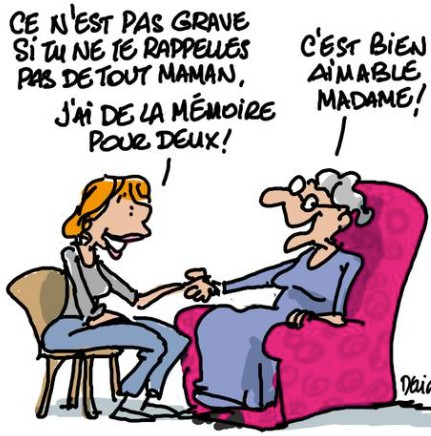 CE N'EST PAS GRAVE
SI TU NE TE RAPPELLES
PAS DE TOUT MAMAN,
J'AI DE LA MÉMOIRE
POUR DEUX!
C'EST BIEN
AIMABLE
MADAME!